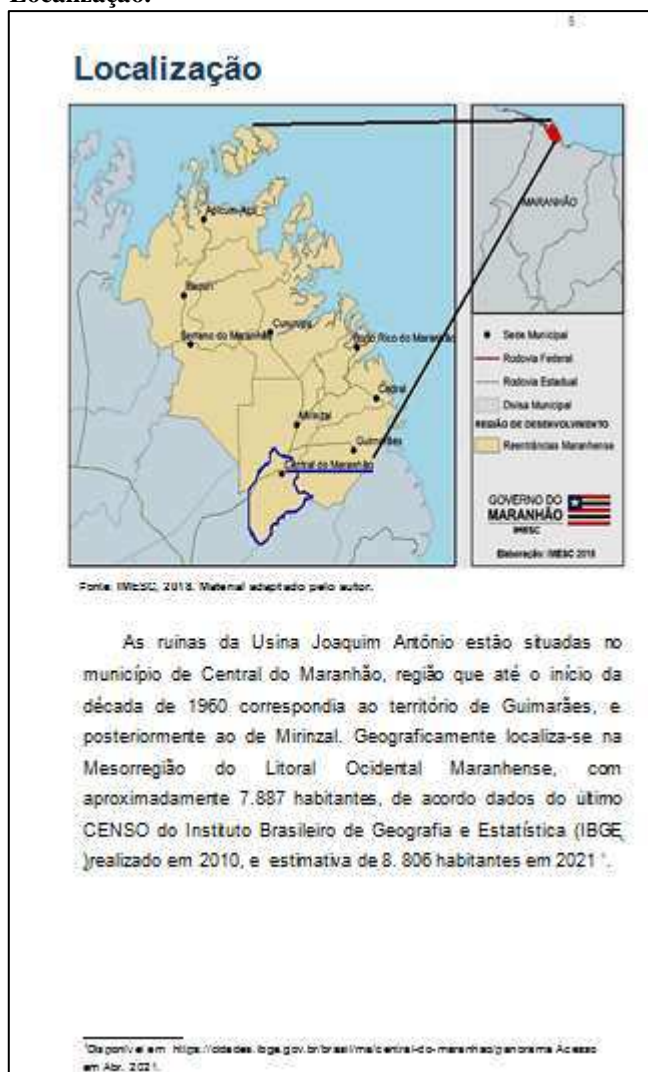 Localização.
5
Localização
MARANHÃO
Apicum-Açu
Bacuri
Serrano do Maranhão
Cururupu
Porto Rico do Maranhão
Cedral
Mirinzal
Guimarães
Central do Maranhão
Sede Municipal
Rodovia Federal
Rodovia Estadual
Divisa Municipal
REGIÃO DE DESENVOLVIMENTO
Reentrâncias Maranhense
GOVERNO DO
MARANHÃO
IMESC
Elaboração: IMESC 2018
Fonte: IMESC, 2018. Material adaptado pelo autor.
As ruínas da Usina Joaquim Antônio estão situadas no
município de Central do Maranhão, região que até o início da
década de 1960 correspondia ao território de Guimarães, e
posteriormente ao de Mirinzal. Geograficamente localiza-se na
Mesorregião do Litoral Ocidental Maranhense, com
aproximadamente 7.887 habitantes, de acordo dados do último
CENSO do Instituto Brasileiro de Geografia e Estatística (IBGE
)realizado em 2010, e estimativa de 8. 806 habitantes em 2021 ¹.
¹Disponível em https://cidades.ibge.gov.br/brasil/ma/central-do-maranhao/panorama Acesso
em Abr. 2021.